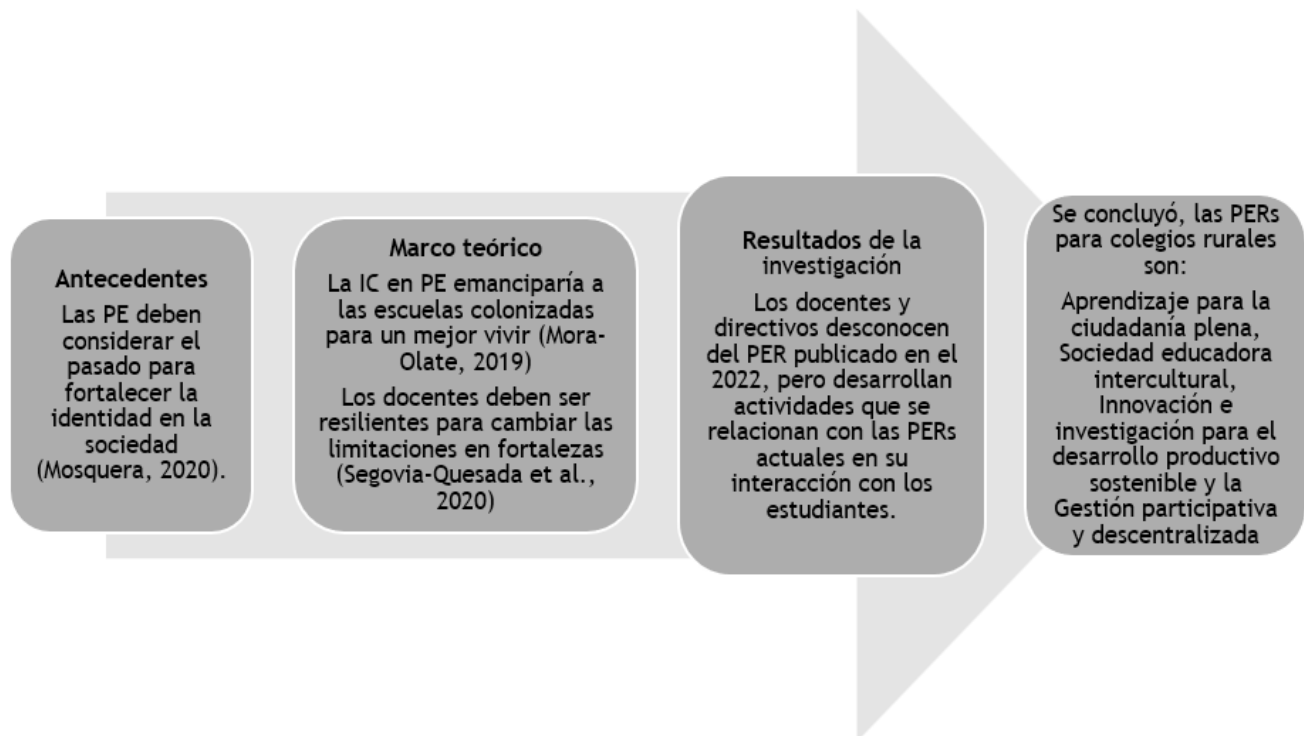 Antecedentes
Las PE deben
considerar el
pasado para
fortalecer la
identidad en la
sociedad
(Mosquera, 2020).
Marco teórico
La IC en PE emanciparía a
las escuelas colonizadas
para un mejor vivir (Mora-
Olate, 2019)
Los docentes deben ser
resilientes para cambiar las
limitaciones en fortalezas
(Segovia-Quesada et al.,
2020)
Resultados de la
investigación
Los docentes y
directivos desconocen
del PER publicado en el
2022, pero desarrollan
actividades que se
relacionan con las PERs
actuales en su
interacción con los
estudiantes.
Se concluyó, las PERs
para colegios rurales
son:
Aprendizaje para la
ciudadanía plena,
Sociedad educadora
intercultural,
Innovación e
investigación para el
desarrollo productivo
sostenible y la
Gestión participativa
y descentralizada